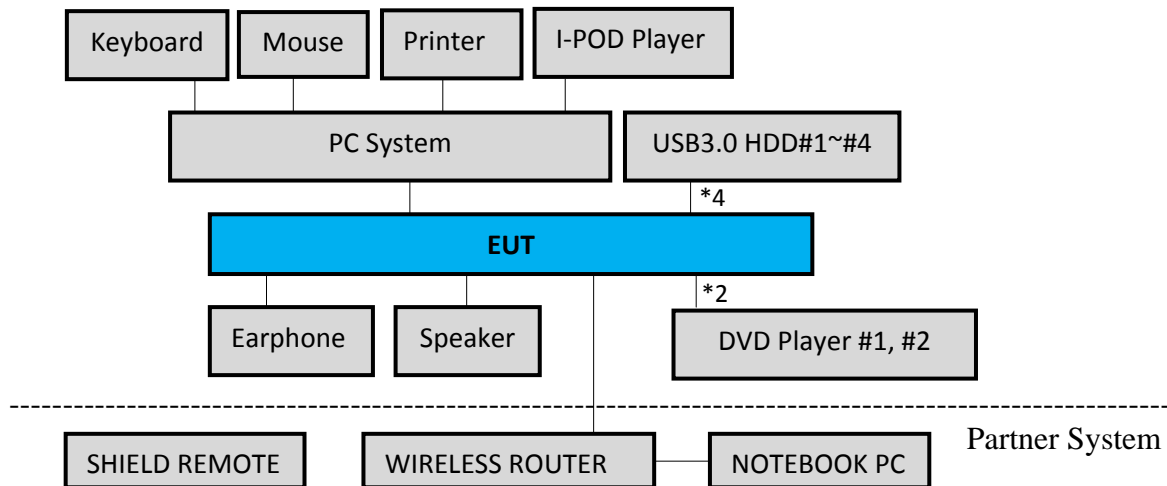 Keyboard
Mouse
Printer
I-POD Player
PC System
USB3.0 HDD#1~#4
*4
EUT
*2
Earphone
Speaker
DVD Player #1, #2
Partner System
SHIELD REMOTE
WIRELESS ROUTER
NOTEBOOK PC